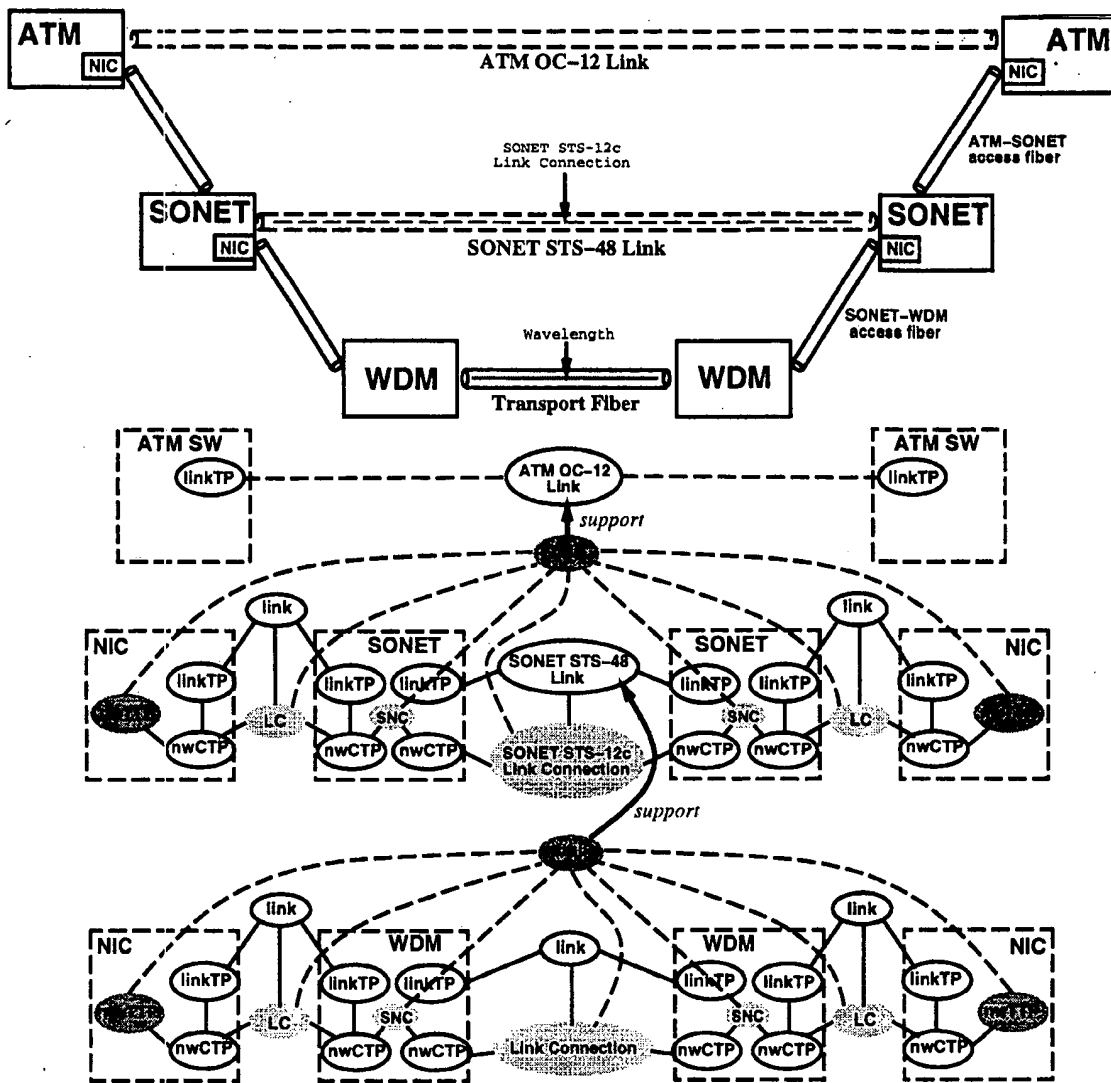 ATM
NIC
ATM OC-12 Link
ATM
NIC
ATM-SONET
access fiber
SONET STS-12c
Link Connection
SONET
NIC
SONET STS-48 Link
SONET
NIC
SONET-WDM
access fiber
Wavelength
WDM
Transport Fiber
WDM
ATM SW
linkTP
ATM OC-12
Link
ATM SW
linkTP
support
link
link
NIC
linkTP
nwCTP
LC
SONET
linkTP
linkTP
SNC
nwCTP
nwCTP
SONET STS-48
Link
SONET STS-12c
Link Connection
SONET
linkTP
linkTP
SNC
nwCTP
nwCTP
LC
NIC
linkTP
nwCTP
support
link
link
NIC
linkTP
nwCTP
LC
WDM
linkTP
linkTP
SNC
nwCTP
nwCTP
link
Link Connection
WDM
linkTP
linkTP
SNC
nwCTP
nwCTP
LC
NIC
linkTP
nwCTP